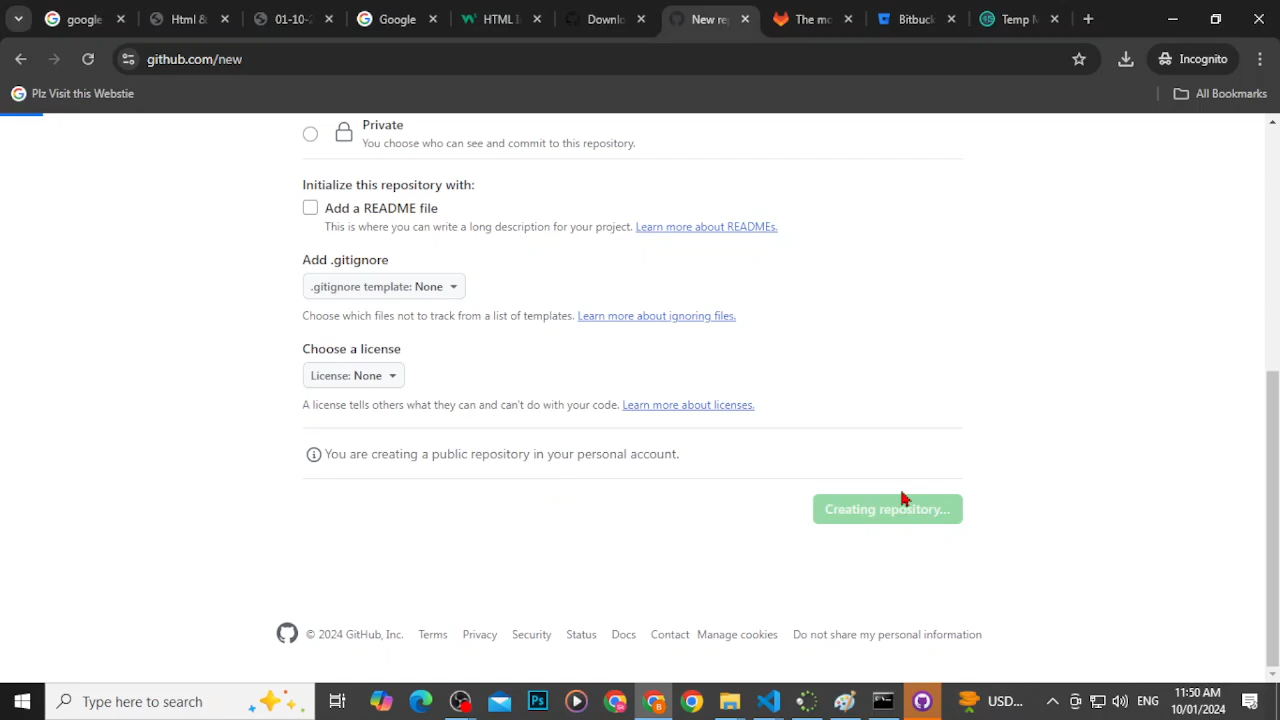 google
Html &
01-10-2
Google
HTML I
Downlo
New rep
The mo
Bitbuck
Temp M
github.com/new
Incognito
Plz Visit this Webstie
All Bookmarks
Private
You choose who can see and commit to this repository.
Initialize this repository with:
Add a README file
This is where you can write a long description for your project. Learn more about READMEs.
Add .gitignore
.gitignore template: None
Choose which files not to track from a list of templates. Learn more about ignoring files.
Choose a license
License: None
A license tells others what they can and can't do with your code. Learn more about licenses.
You are creating a public repository in your personal account.
Creating repository...
© 2024 GitHub, Inc. Terms Privacy Security Status Docs Contact Manage cookies Do not share my personal information
Type here to search
Ps
USD...
ENG
11:50 AM
10/01/2024